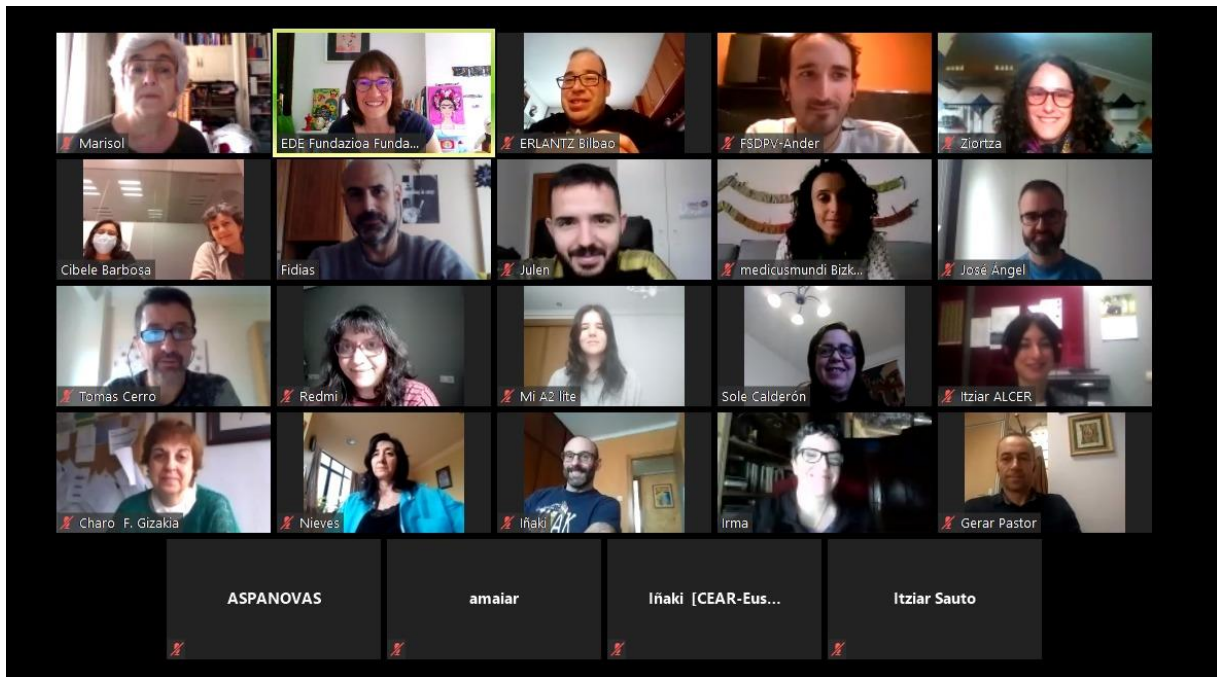 Marisol
EDE Fundazioa Funda...
ERLANTZ Bilbao
FSDPV-Ander
Ziortza
Cibele Barbosa
Fidias
Julen
medicusmundi Bizk...
José Ángel
Tomas Cerro
Redmi
Mi A2 lite
Sole Calderón
Itziar ALCER
Charo F. Gizakia
Nieves
Iñaki
Irma
Gerar Pastor
ASPANOVAS
amaiar
Iñaki [CEAR-Eus...
Itziar Sauto